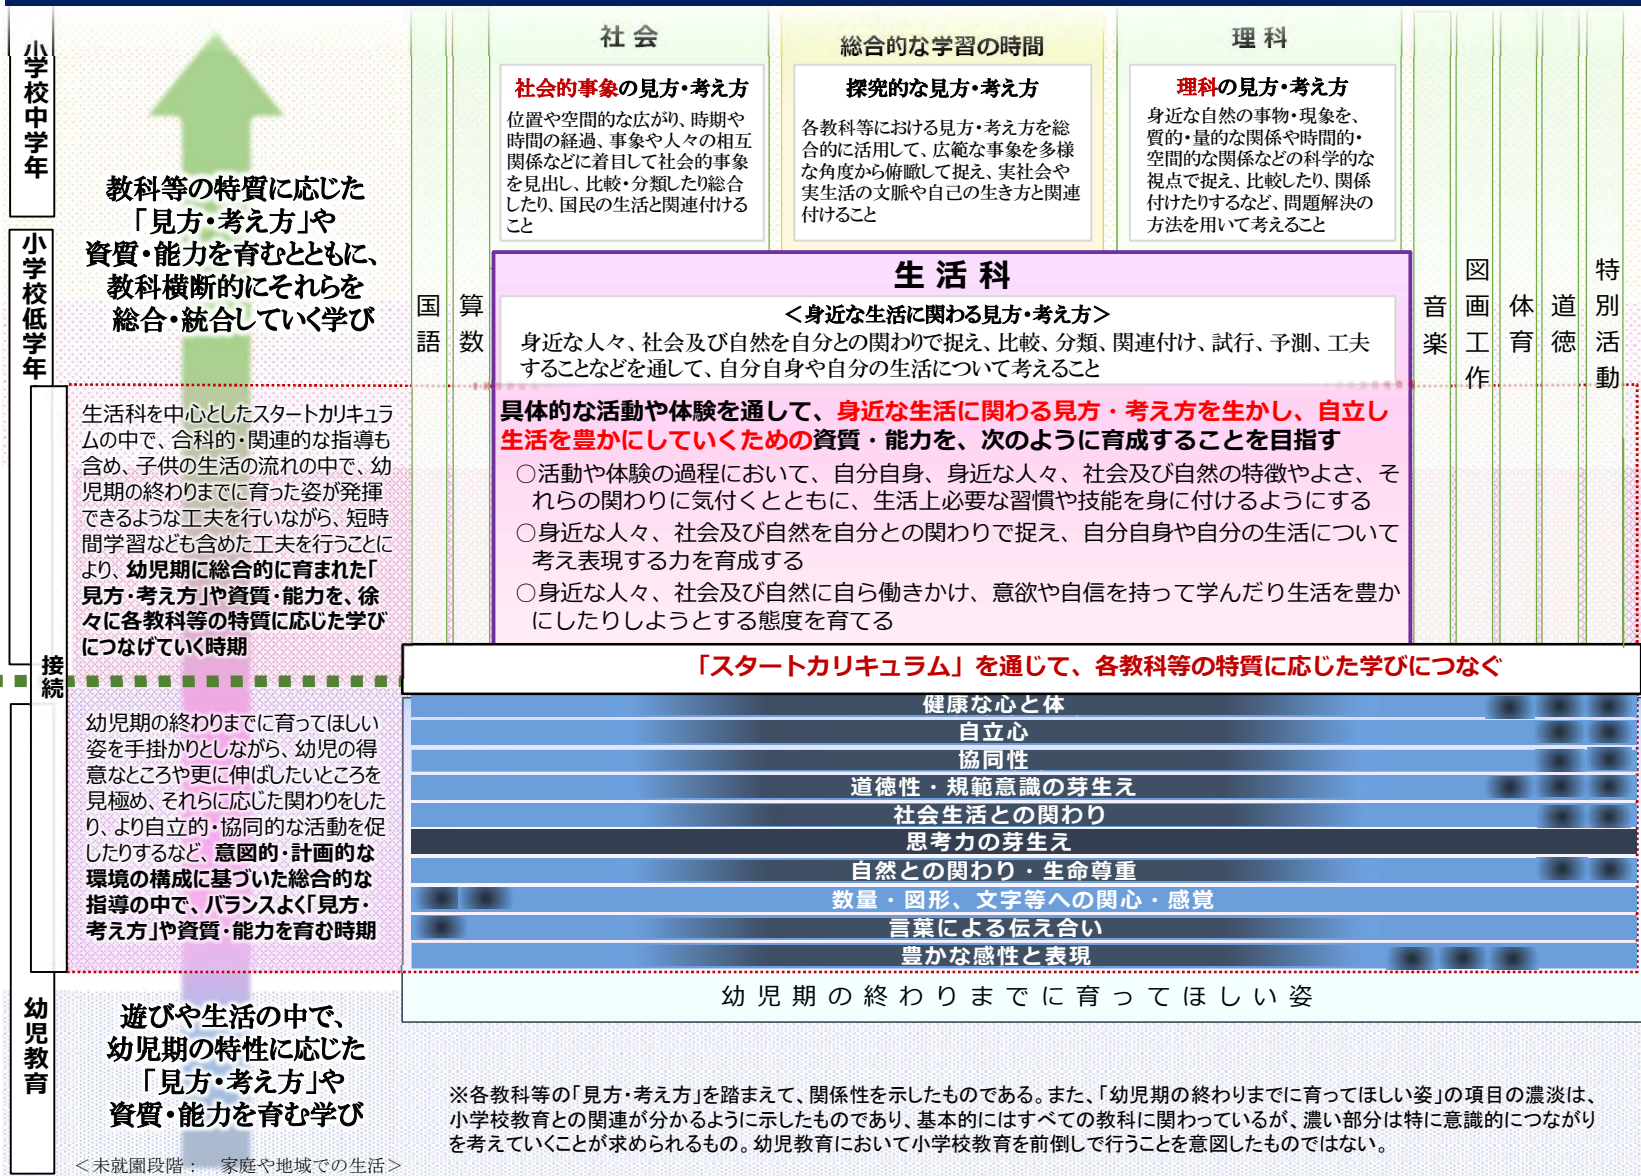 小学校中学年
小学校低学年
接続
幼児教育
教科等の特質に応じた
「見方・考え方」や
資質・能力を育むとともに、
教科横断的にそれらを
総合・統合していく学び
生活科を中心としたスタートカリキュラ
ムの中で、合科的・関連的な指導も
含め、子供の生活の流れの中で、幼
児期の終わりまでに育った姿が発揮
できるような工夫を行いながら、短時
間学習なども含めた工夫を行うことに
より、幼児期に総合的に育まれた「
見方・考え方」や資質・能力を、徐
々に各教科等の特質に応じた学び
につなげていく時期
幼児期の終わりまでに育ってほしい
姿を手掛かりとしながら、幼児の得
意なところや更に伸ばしたいところを
見極め、それらに応じた関わりをした
り、より自立的・協同的な活動を促
したりするなど、意図的・計画的な
環境の構成に基づいた総合的な
指導の中で、バランスよく「見方・
考え方」や資質・能力を育む時期
遊びや生活の中で、
幼児期の特性に応じた
「見方・考え方」や
資質・能力を育む学び
＜未就園段階：　家庭や地域での生活＞
国語
算数
社会
社会的事象の見方・考え方
位置や空間的な広がり、時期や
時間の経過、事象や人々の相互
関係などに着目して社会的事象
を見出し、比較・分類したり総合
したり、国民の生活と関連付ける
こと
総合的な学習の時間
探究的な見方・考え方
各教科等における見方・考え方を総
合的に活用して、広範な事象を多様
な角度から俯瞰して捉え、実社会や
実生活の文脈や自己の生き方と関連
付けること
理科
理科の見方・考え方
身近な自然の事物・現象を、
質的・量的な関係や時間的・
空間的な関係などの科学的な
視点で捉え、比較したり、関係
付けたりするなど、問題解決の
方法を用いて考えること
音楽
図画工作
体育
道徳
特別活動
生活科
＜身近な生活に関わる見方・考え方＞
身近な人々、社会及び自然を自分との関わりで捉え、比較、分類、関連付け、試行、予測、工夫
することなどを通して、自分自身や自分の生活について考えること
具体的な活動や体験を通して、身近な生活に関わる見方・考え方を生かし、自立し
生活を豊かにしていくための資質・能力を、次のように育成することを目指す
○活動や体験の過程において、自分自身、身近な人々、社会及び自然の特徴やよさ、そ
れらの関わりに気付くとともに、生活上必要な習慣や技能を身に付けるようにする
○身近な人々、社会及び自然を自分との関わりで捉え、自分自身や自分の生活について
考え表現する力を育成する
○身近な人々、社会及び自然に自ら働きかけ、意欲や自信を持って学んだり生活を豊か
にしたりしようとする態度を育てる
「スタートカリキュラム」を通じて、各教科等の特質に応じた学びにつなぐ
健康な心と体
自立心
協同性
道徳性・規範意識の芽生え
社会生活との関わり
思考力の芽生え
自然との関わり・生命尊重
数量・図形、文字等への関心・感覚
言葉による伝え合い
豊かな感性と表現
幼児期の終わりまでに育ってほしい姿
※各教科等の「見方・考え方」を踏まえて、関係性を示したものである。また、「幼児期の終わりまでに育ってほしい姿」の項目の濃淡は、
小学校教育との関連が分かるように示したものであり、基本的にはすべての教科に関わっているが、濃い部分は特に意識的につながり
を考えていくことが求められるもの。幼児教育において小学校教育を前倒しで行うことを意図したものではない。